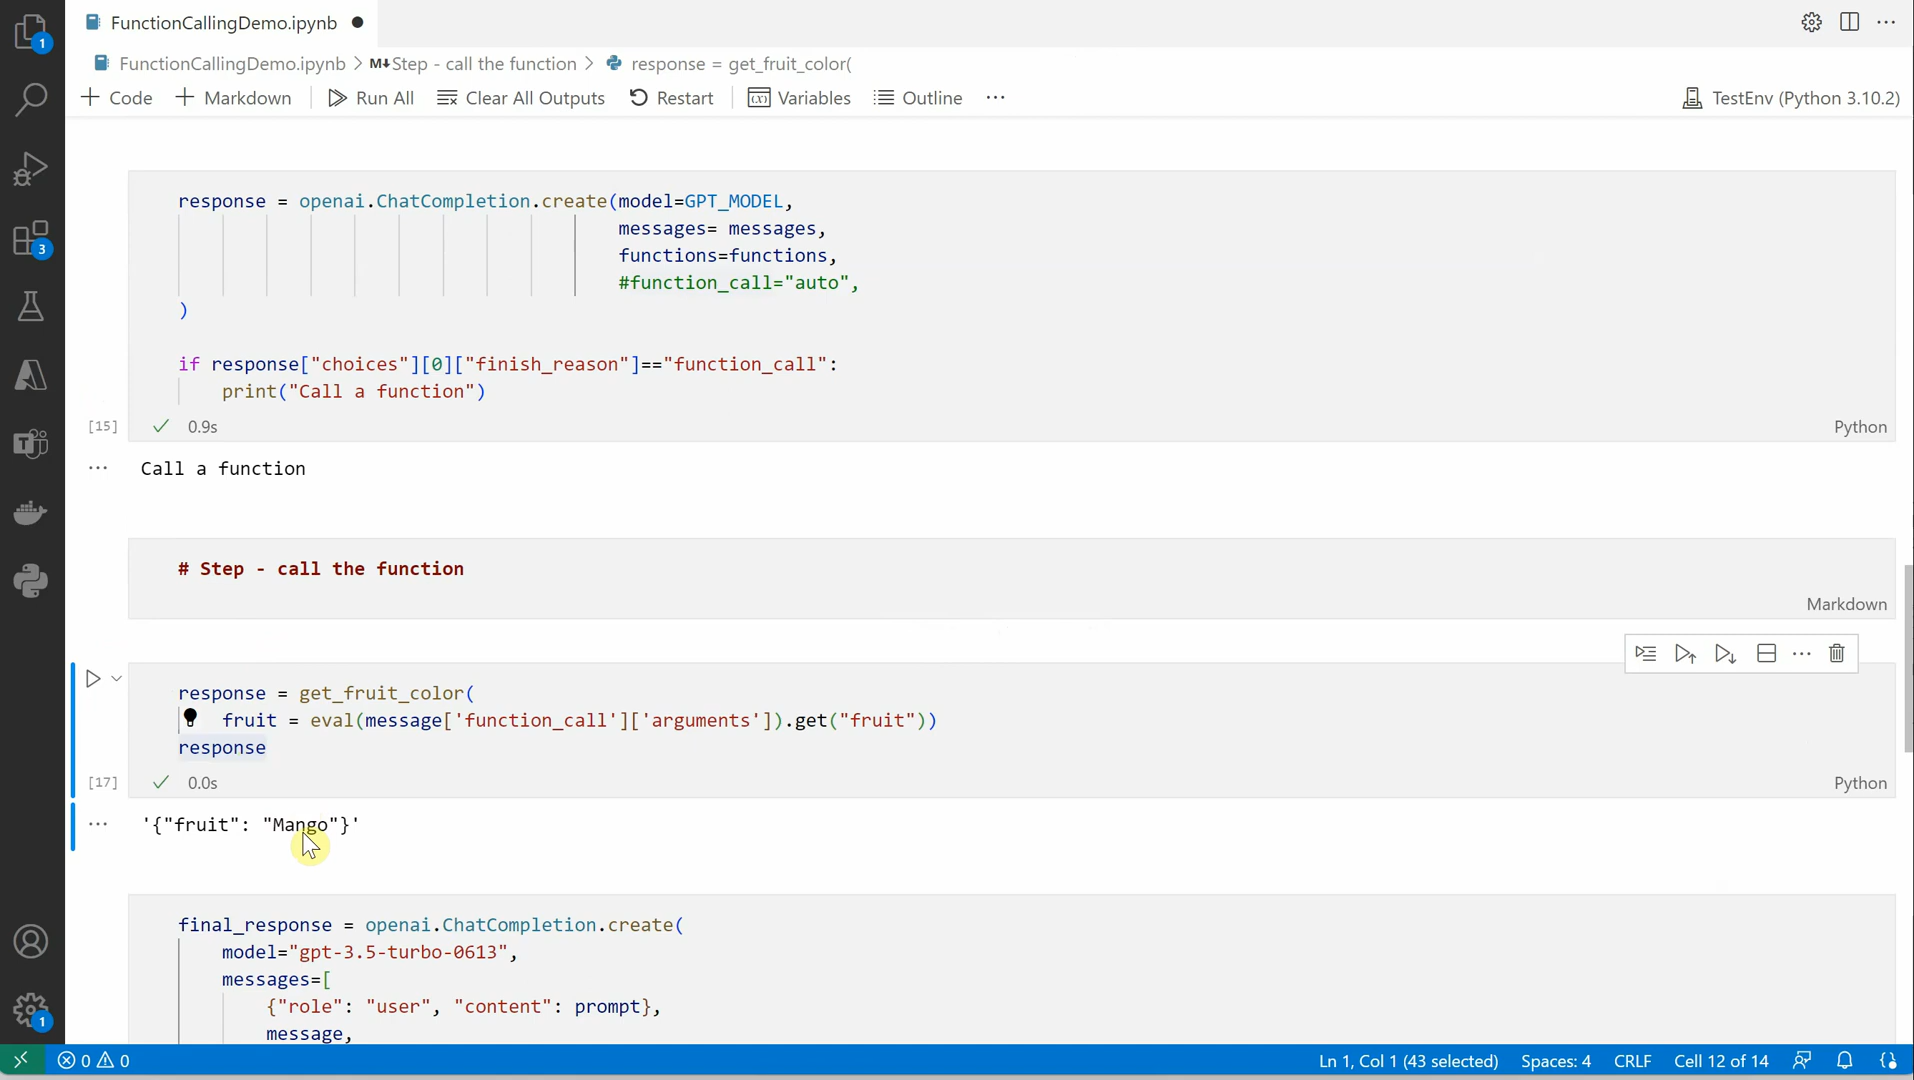 FunctionCallingDemo.ipynb
FunctionCallingDemo.ipynb > M↓Step - call the function > response = get_fruit_color(
+ Code + Markdown Run All Clear All Outputs Restart Variables Outline ... TestEnv (Python 3.10.2)
1
3
response = openai.ChatCompletion.create(model=GPT_MODEL,
messages= messages,
functions=functions,
#function_call="auto",
)
if response["choices"][0]["finish_reason"]=="function_call":
print("Call a function")
[15] 0.9s Python
Call a function
# Step - call the function
Markdown
response = get_fruit_color(
fruit = eval(message['function_call']['arguments']).get("fruit"))
response
[17] 0.0s Python
'{"fruit": "Mango"}'
final_response = openai.ChatCompletion.create(
model="gpt-3.5-turbo-0613",
messages=[
{"role": "user", "content": prompt},
message,
1
0 0 Ln 1, Col 1 (43 selected) Spaces: 4 CRLF Cell 12 of 14